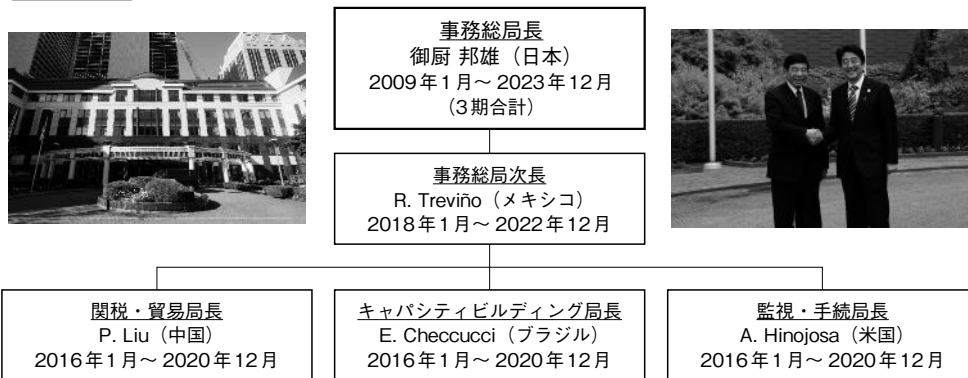 事務総局長
御厨 邦雄（日本）
2009年1月～2023年12月
（3期合計）
事務総局次長
R. Treviño（メキシコ）
2018年1月～2022年12月
関税・貿易局長
P. Liu（中国）
2016年1月～2020年12月
キャパシティビルディング局長
E. Checcucci（ブラジル）
2016年1月～2020年12月
監視・手続局長
A. Hinojosa（米国）
2016年1月～2020年12月